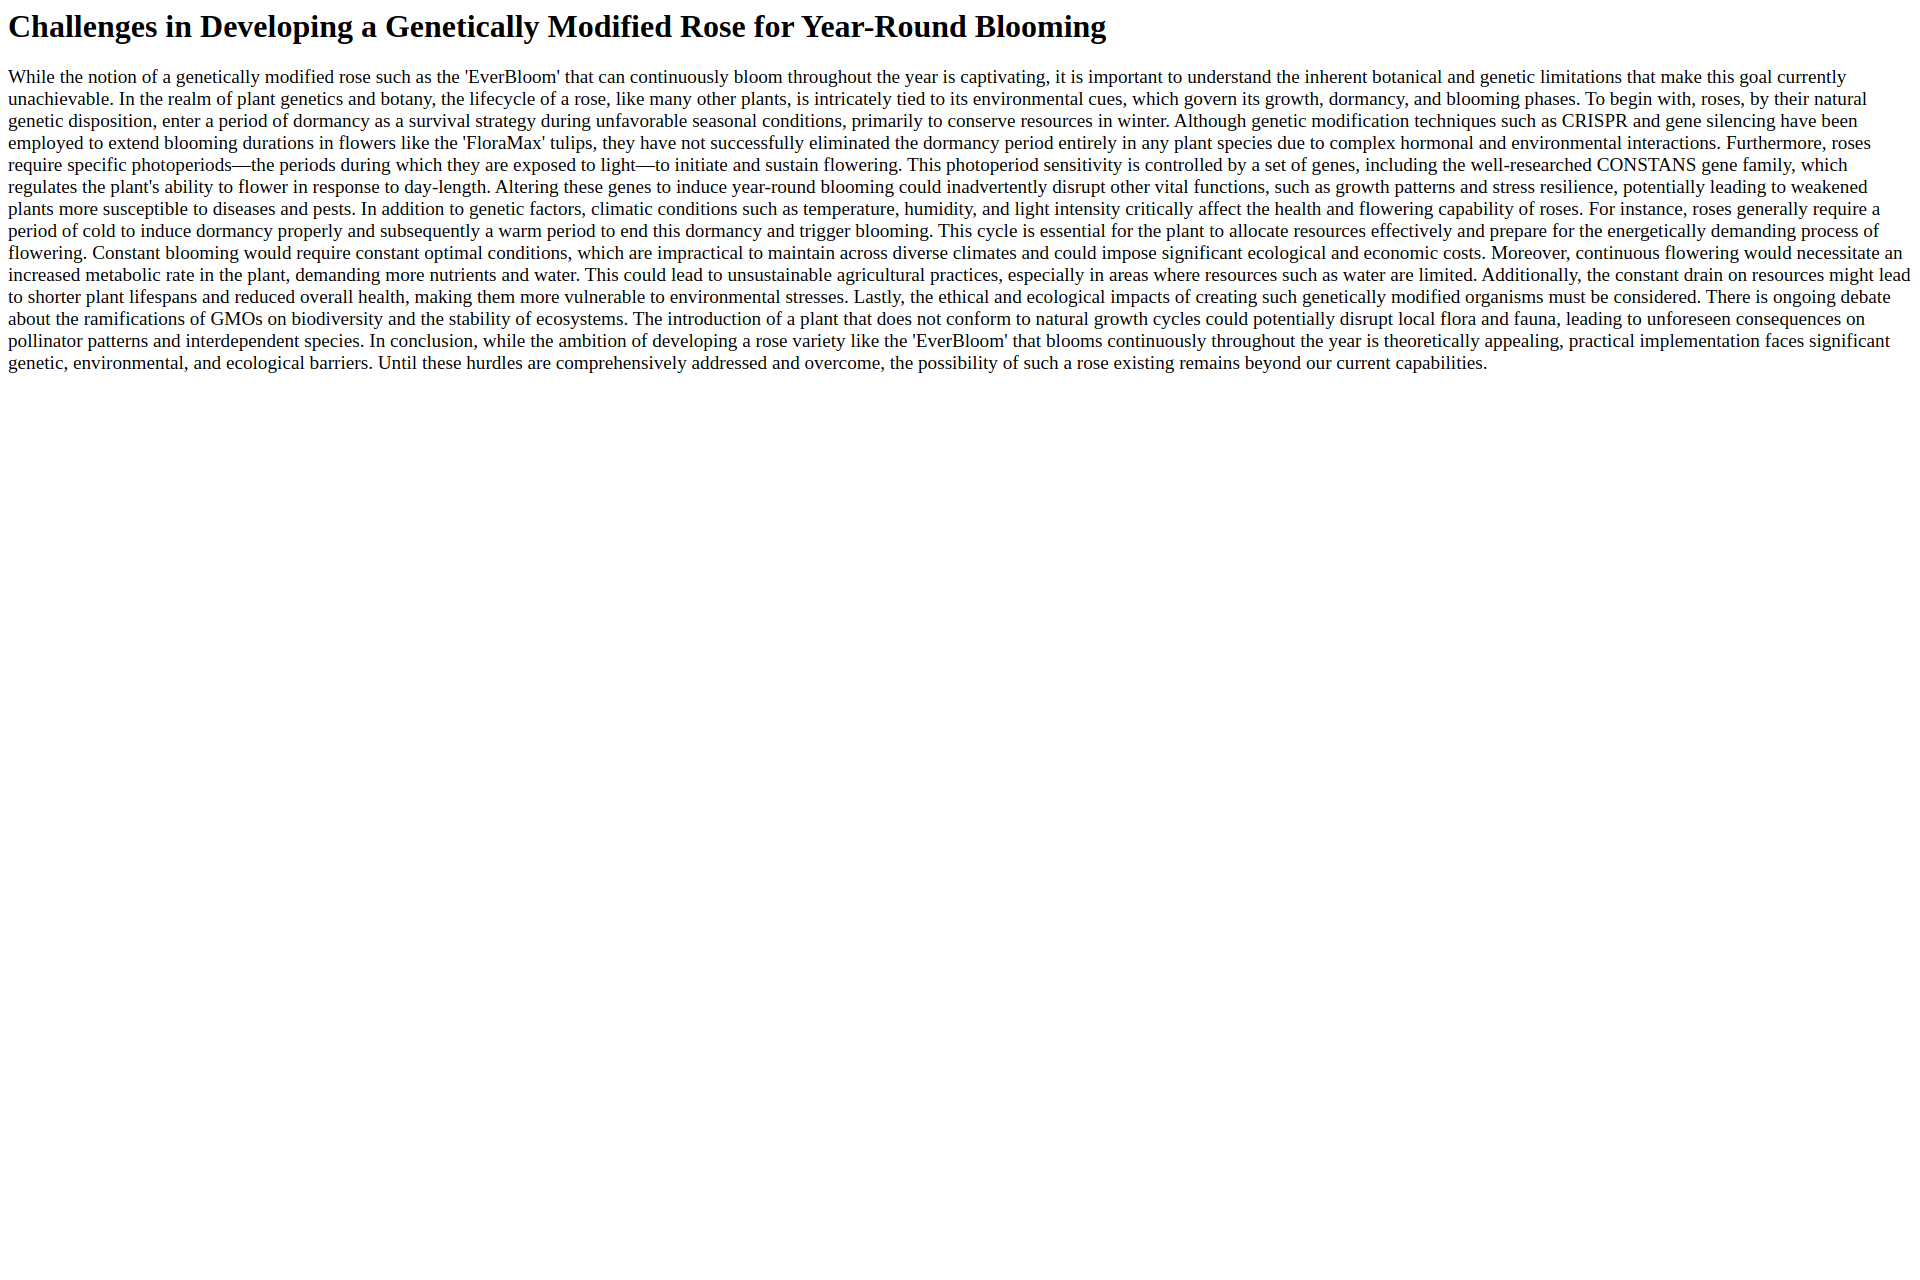 Challenges in Developing a Genetically Modified Rose for Year-Round Blooming
While the notion of a genetically modified rose such as the 'EverBloom' that can continuously bloom throughout the year is captivating, it is important to understand the inherent botanical and genetic limitations that make this goal currently
unachievable. In the realm of plant genetics and botany, the lifecycle of a rose, like many other plants, is intricately tied to its environmental cues, which govern its growth, dormancy, and blooming phases. To begin with, roses, by their natural
genetic disposition, enter a period of dormancy as a survival strategy during unfavorable seasonal conditions, primarily to conserve resources in winter. Although genetic modification techniques such as CRISPR and gene silencing have been
employed to extend blooming durations in flowers like the 'FloraMax' tulips, they have not successfully eliminated the dormancy period entirely in any plant species due to complex hormonal and environmental interactions. Furthermore, roses
require specific photoperiods—the periods during which they are exposed to light—to initiate and sustain flowering. This photoperiod sensitivity is controlled by a set of genes, including the well-researched CONSTANS gene family, which
regulates the plant's ability to flower in response to day-length. Altering these genes to induce year-round blooming could inadvertently disrupt other vital functions, such as growth patterns and stress resilience, potentially leading to weakened
plants more susceptible to diseases and pests. In addition to genetic factors, climatic conditions such as temperature, humidity, and light intensity critically affect the health and flowering capability of roses. For instance, roses generally require a
period of cold to induce dormancy properly and subsequently a warm period to end this dormancy and trigger blooming. This cycle is essential for the plant to allocate resources effectively and prepare for the energetically demanding process of
flowering. Constant blooming would require constant optimal conditions, which are impractical to maintain across diverse climates and could impose significant ecological and economic costs. Moreover, continuous flowering would necessitate an
increased metabolic rate in the plant, demanding more nutrients and water. This could lead to unsustainable agricultural practices, especially in areas where resources such as water are limited. Additionally, the constant drain on resources might lead
to shorter plant lifespans and reduced overall health, making them more vulnerable to environmental stresses. Lastly, the ethical and ecological impacts of creating such genetically modified organisms must be considered. There is ongoing debate
about the ramifications of GMOs on biodiversity and the stability of ecosystems. The introduction of a plant that does not conform to natural growth cycles could potentially disrupt local flora and fauna, leading to unforeseen consequences on
pollinator patterns and interdependent species. In conclusion, while the ambition of developing a rose variety like the 'EverBloom' that blooms continuously throughout the year is theoretically appealing, practical implementation faces significant
genetic, environmental, and ecological barriers. Until these hurdles are comprehensively addressed and overcome, the possibility of such a rose existing remains beyond our current capabilities.